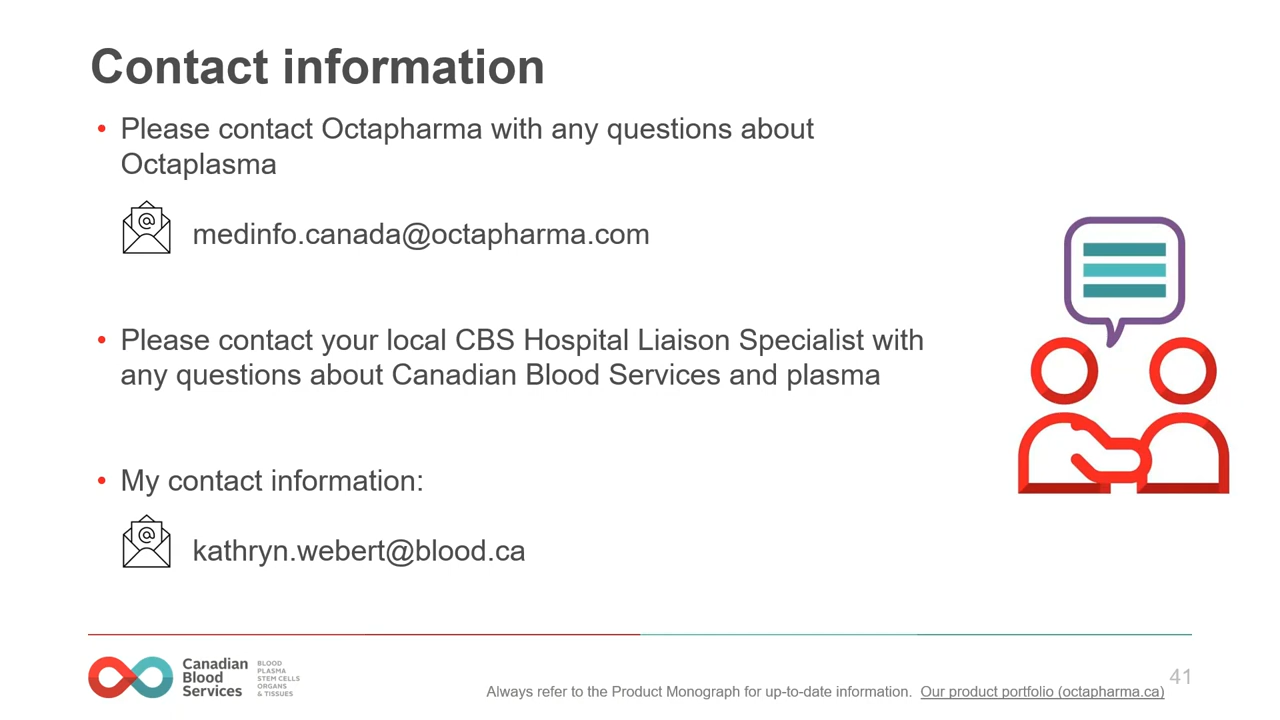 Contact information
• Please contact Octapharma with any questions about
Octaplasma
@ medinfo.canada@octapharma.com
• Please contact your local CBS Hospital Liaison Specialist with
any questions about Canadian Blood Services and plasma
• My contact information:
@ kathryn.webert@blood.ca
Canadian
Blood
Services
BLOOD
PLASMA
STEM CELLS
ORGANS
& TISSUES
Always refer to the Product Monograph for up-to-date information. Our product portfolio (octapharma.ca)
41